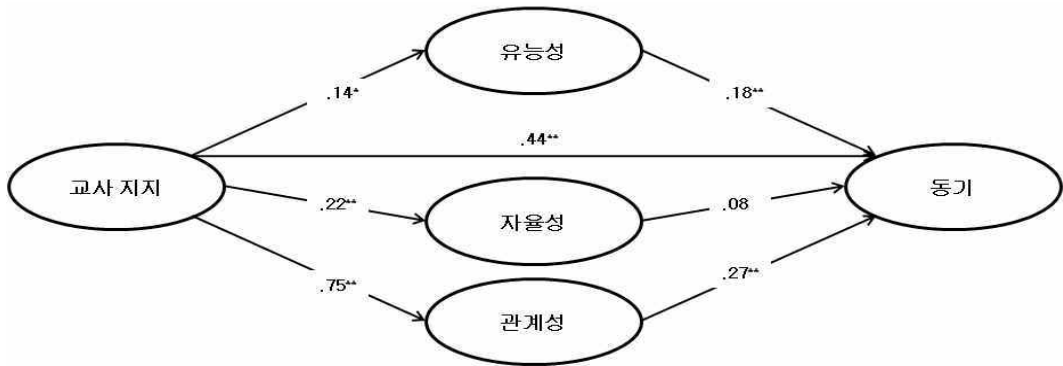 유능성
.14*
.18**
.44**
교사 지지
동기
.22**
자율성
.08
.75**
관계성
.27**